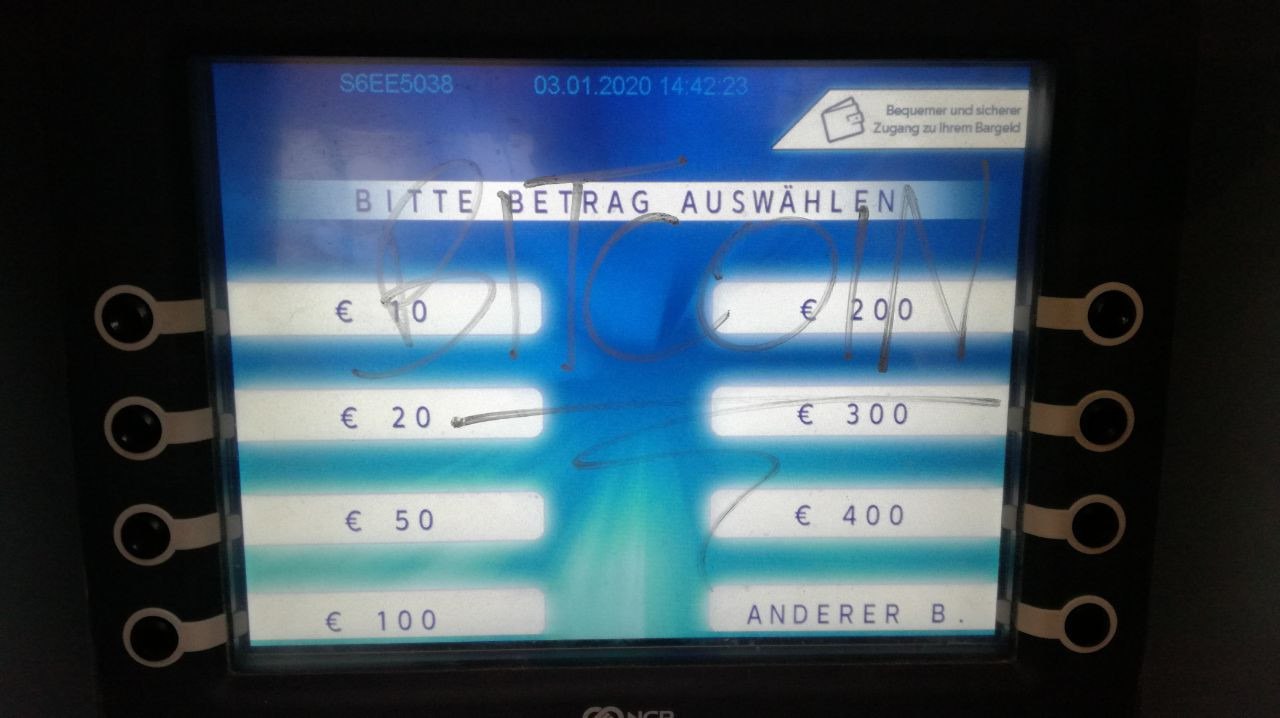 S6EE5038 03.01.2020 14:42:23
Bequemer und sicherer
Zugang zu Ihrem Bargeld
BITTE BETRAG AUSWÄHLEN
BITCOIN
€ 10
€ 200
€ 20
€ 300
€ 50
€ 400
€ 100
ANDERER B.
NCR